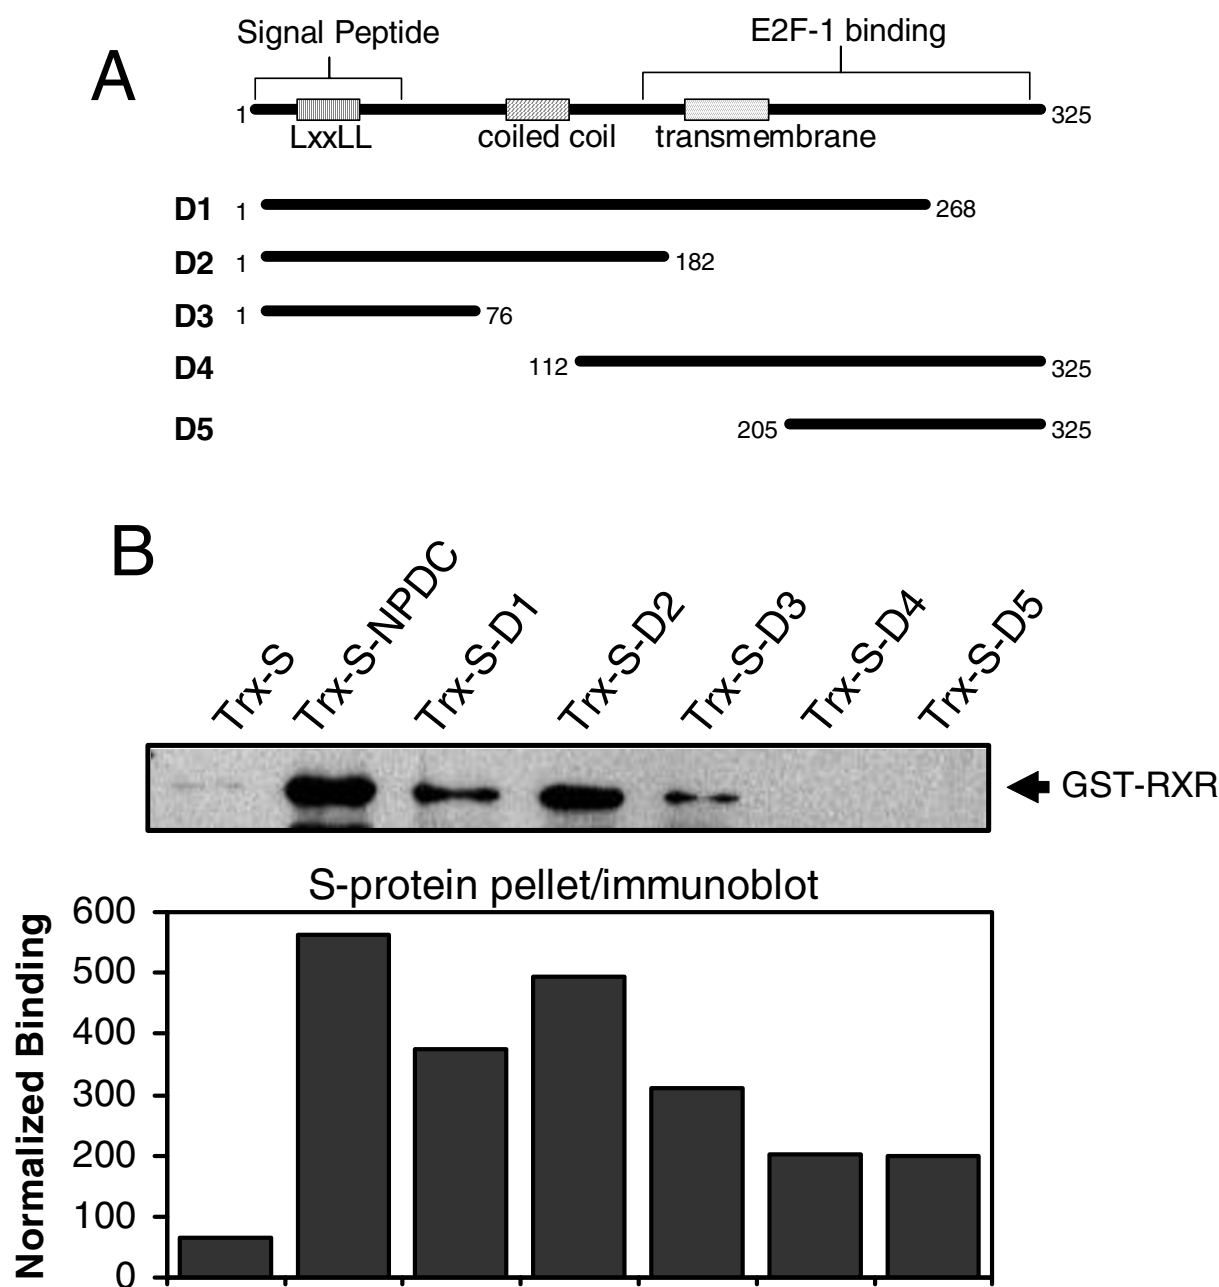 A
Signal Peptide
E2F-1 binding
1
325
LxxLL
coiled coil
transmembrane
D1 1 268
D2 1 182
D3 1 76
D4 112 325
D5 205 325
B
Trx-S
Trx-S-NPDC
Trx-S-D1
Trx-S-D2
Trx-S-D3
Trx-S-D4
Trx-S-D5
GST-RXR
S-protein pellet/immunoblot
Normalized Binding
600
500
400
300
200
100
0